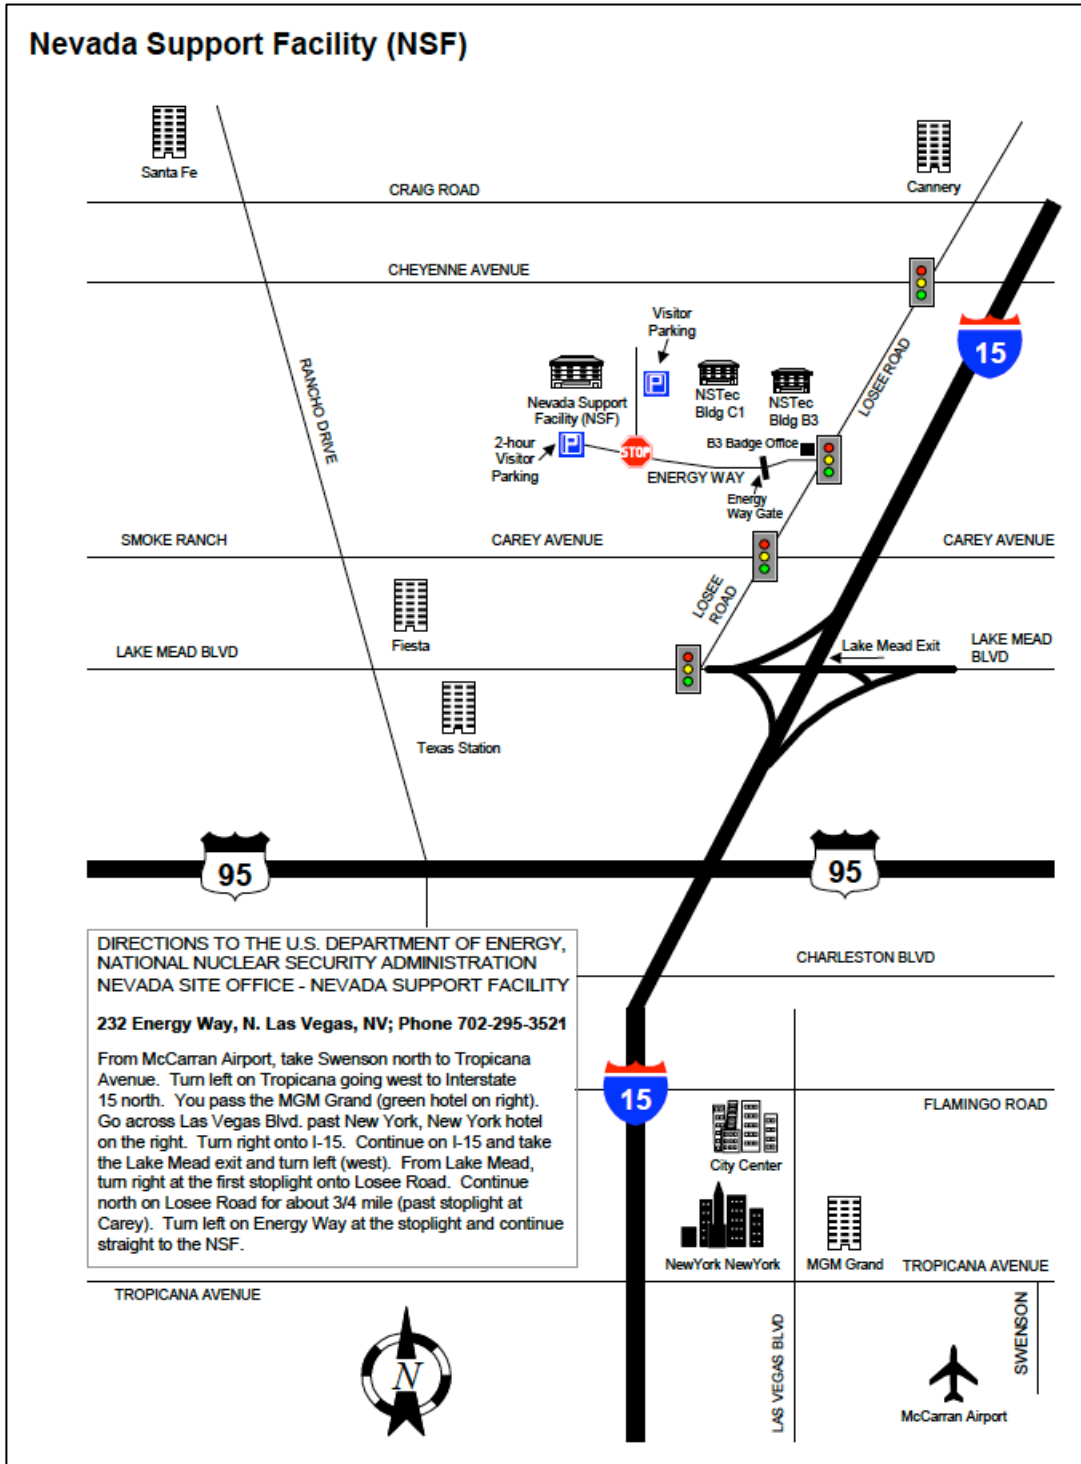 Nevada Support Facility (NSF)
Santa Fe
Cannery
CRAIG ROAD
CHEYENNE AVENUE
Visitor
Parking
15
LOSEE ROAD
RANCHO DRIVE
P
Nevada Support
Facility (NSF)
NSTec
Bldg C1
NSTec
Bldg B3
2-hour
Visitor
Parking
P
STOP
B3 Badge Office
ENERGY WAY
Energy
Way Gate
SMOKE RANCH
CAREY AVENUE
CAREY AVENUE
LOSEE
ROAD
Fiesta
LAKE MEAD BLVD
Lake Mead Exit
LAKE MEAD
BLVD
Texas Station
95
95
DIRECTIONS TO THE U.S. DEPARTMENT OF ENERGY,
NATIONAL NUCLEAR SECURITY ADMINISTRATION
NEVADA SITE OFFICE - NEVADA SUPPORT FACILITY
232 Energy Way, N. Las Vegas, NV; Phone 702-295-3521
From McCarran Airport, take Swenson north to Tropicana
Avenue. Turn left on Tropicana going west to Interstate
15 north. You pass the MGM Grand (green hotel on right).
Go across Las Vegas Blvd. past New York, New York hotel
on the right. Turn right onto I-15. Continue on I-15 and take
the Lake Mead exit and turn left (west). From Lake Mead,
turn right at the first stoplight onto Losee Road. Continue
north on Losee Road for about 3/4 mile (past stoplight at
Carey). Turn left on Energy Way at the stoplight and continue
straight to the NSF.
CHARLESTON BLVD
15
FLAMINGO ROAD
City Center
NewYork NewYork
MGM Grand
TROPICANA AVENUE
TROPICANA AVENUE
N
LAS VEGAS BLVD
SWENSON
McCarran Airport